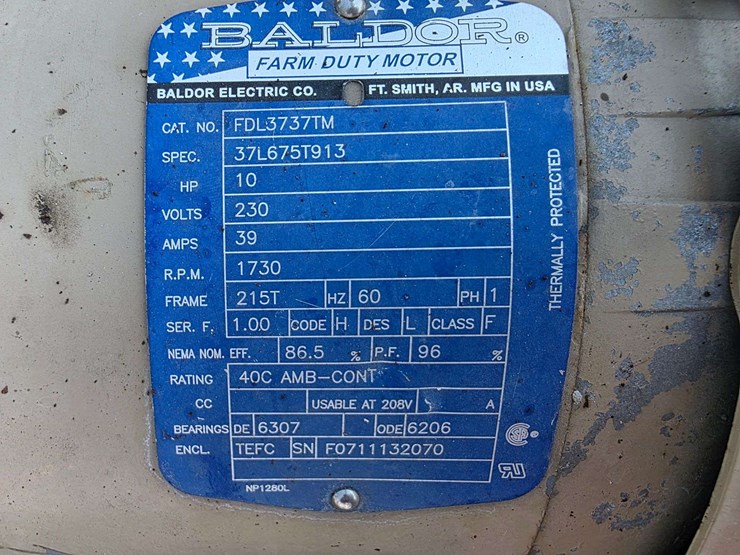 BALDOR®
FARM DUTY MOTOR
BALDOR ELECTRIC CO. FT. SMITH, AR. MFG IN USA
CAT. NO. FDL3737TM
SPEC. 37L675T913
HP 10
VOLTS 230
AMPS 39
R.P.M. 1730
FRAME 215T HZ 60 PH 1
SER. F. 1.00 CODE H DES L CLASS F
NEMA NOM. EFF. 86.5 % P.F. 96 %
RATING 40C AMB-CONT
CC USABLE AT 208V A
BEARINGS DE 6307 ODE 6206
ENCL. TEFC SN F0711132070
NP1280L
THERMALLY PROTECTED